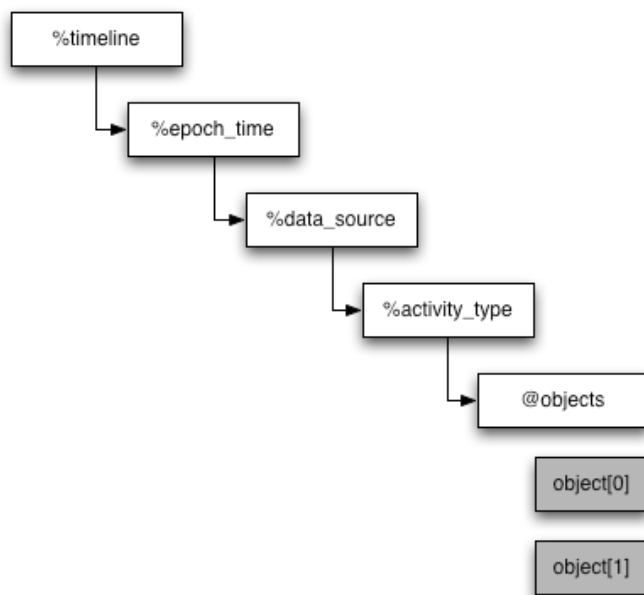 %timeline
%epoch_time
%data_source
%activity_type
@objects
object[0]
object[1]